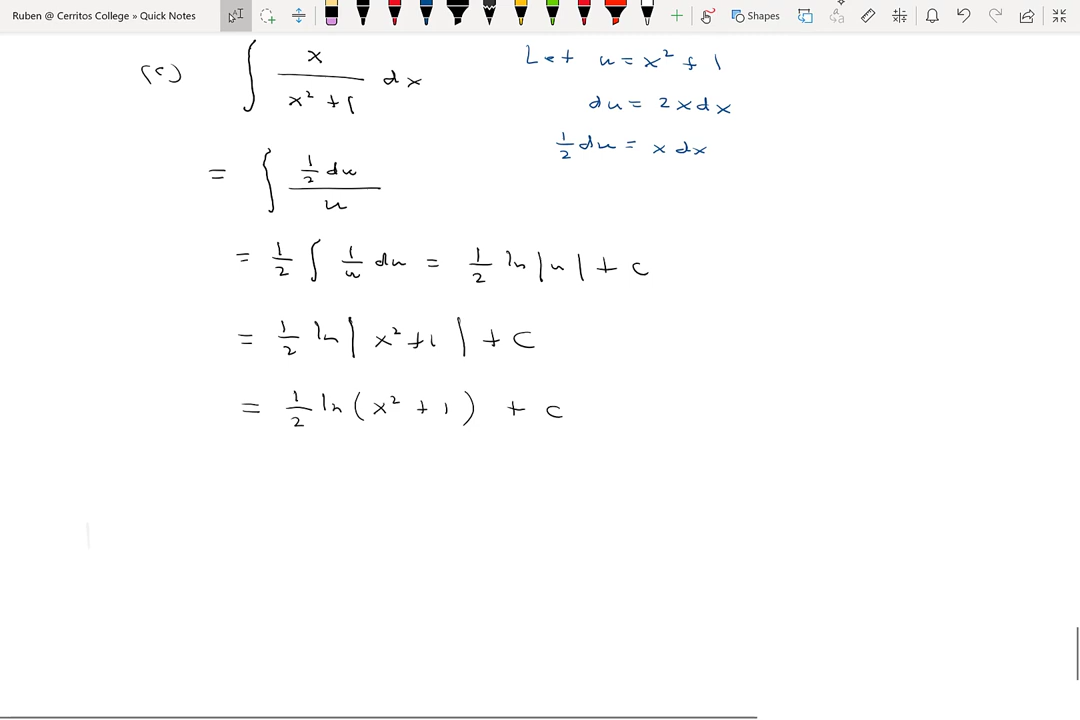 Ruben @ Cerritos College » Quick Notes
Shapes
(c) ∫ x / (x² + 1) dx
Let u = x² + 1
du = 2x dx
½ du = x dx
= ∫ (½ du) / u
= ½ ∫ 1/u du = ½ ln|u| + c
= ½ ln|x² + 1| + C
= ½ ln(x² + 1) + c